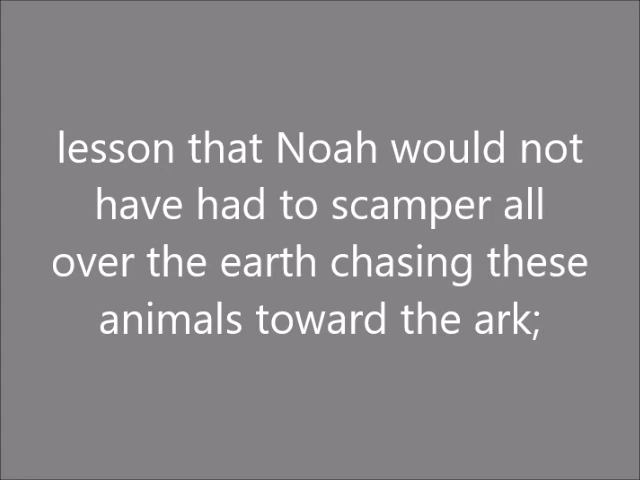 lesson that Noah would not
have had to scamper all
over the earth chasing these
animals toward the ark;